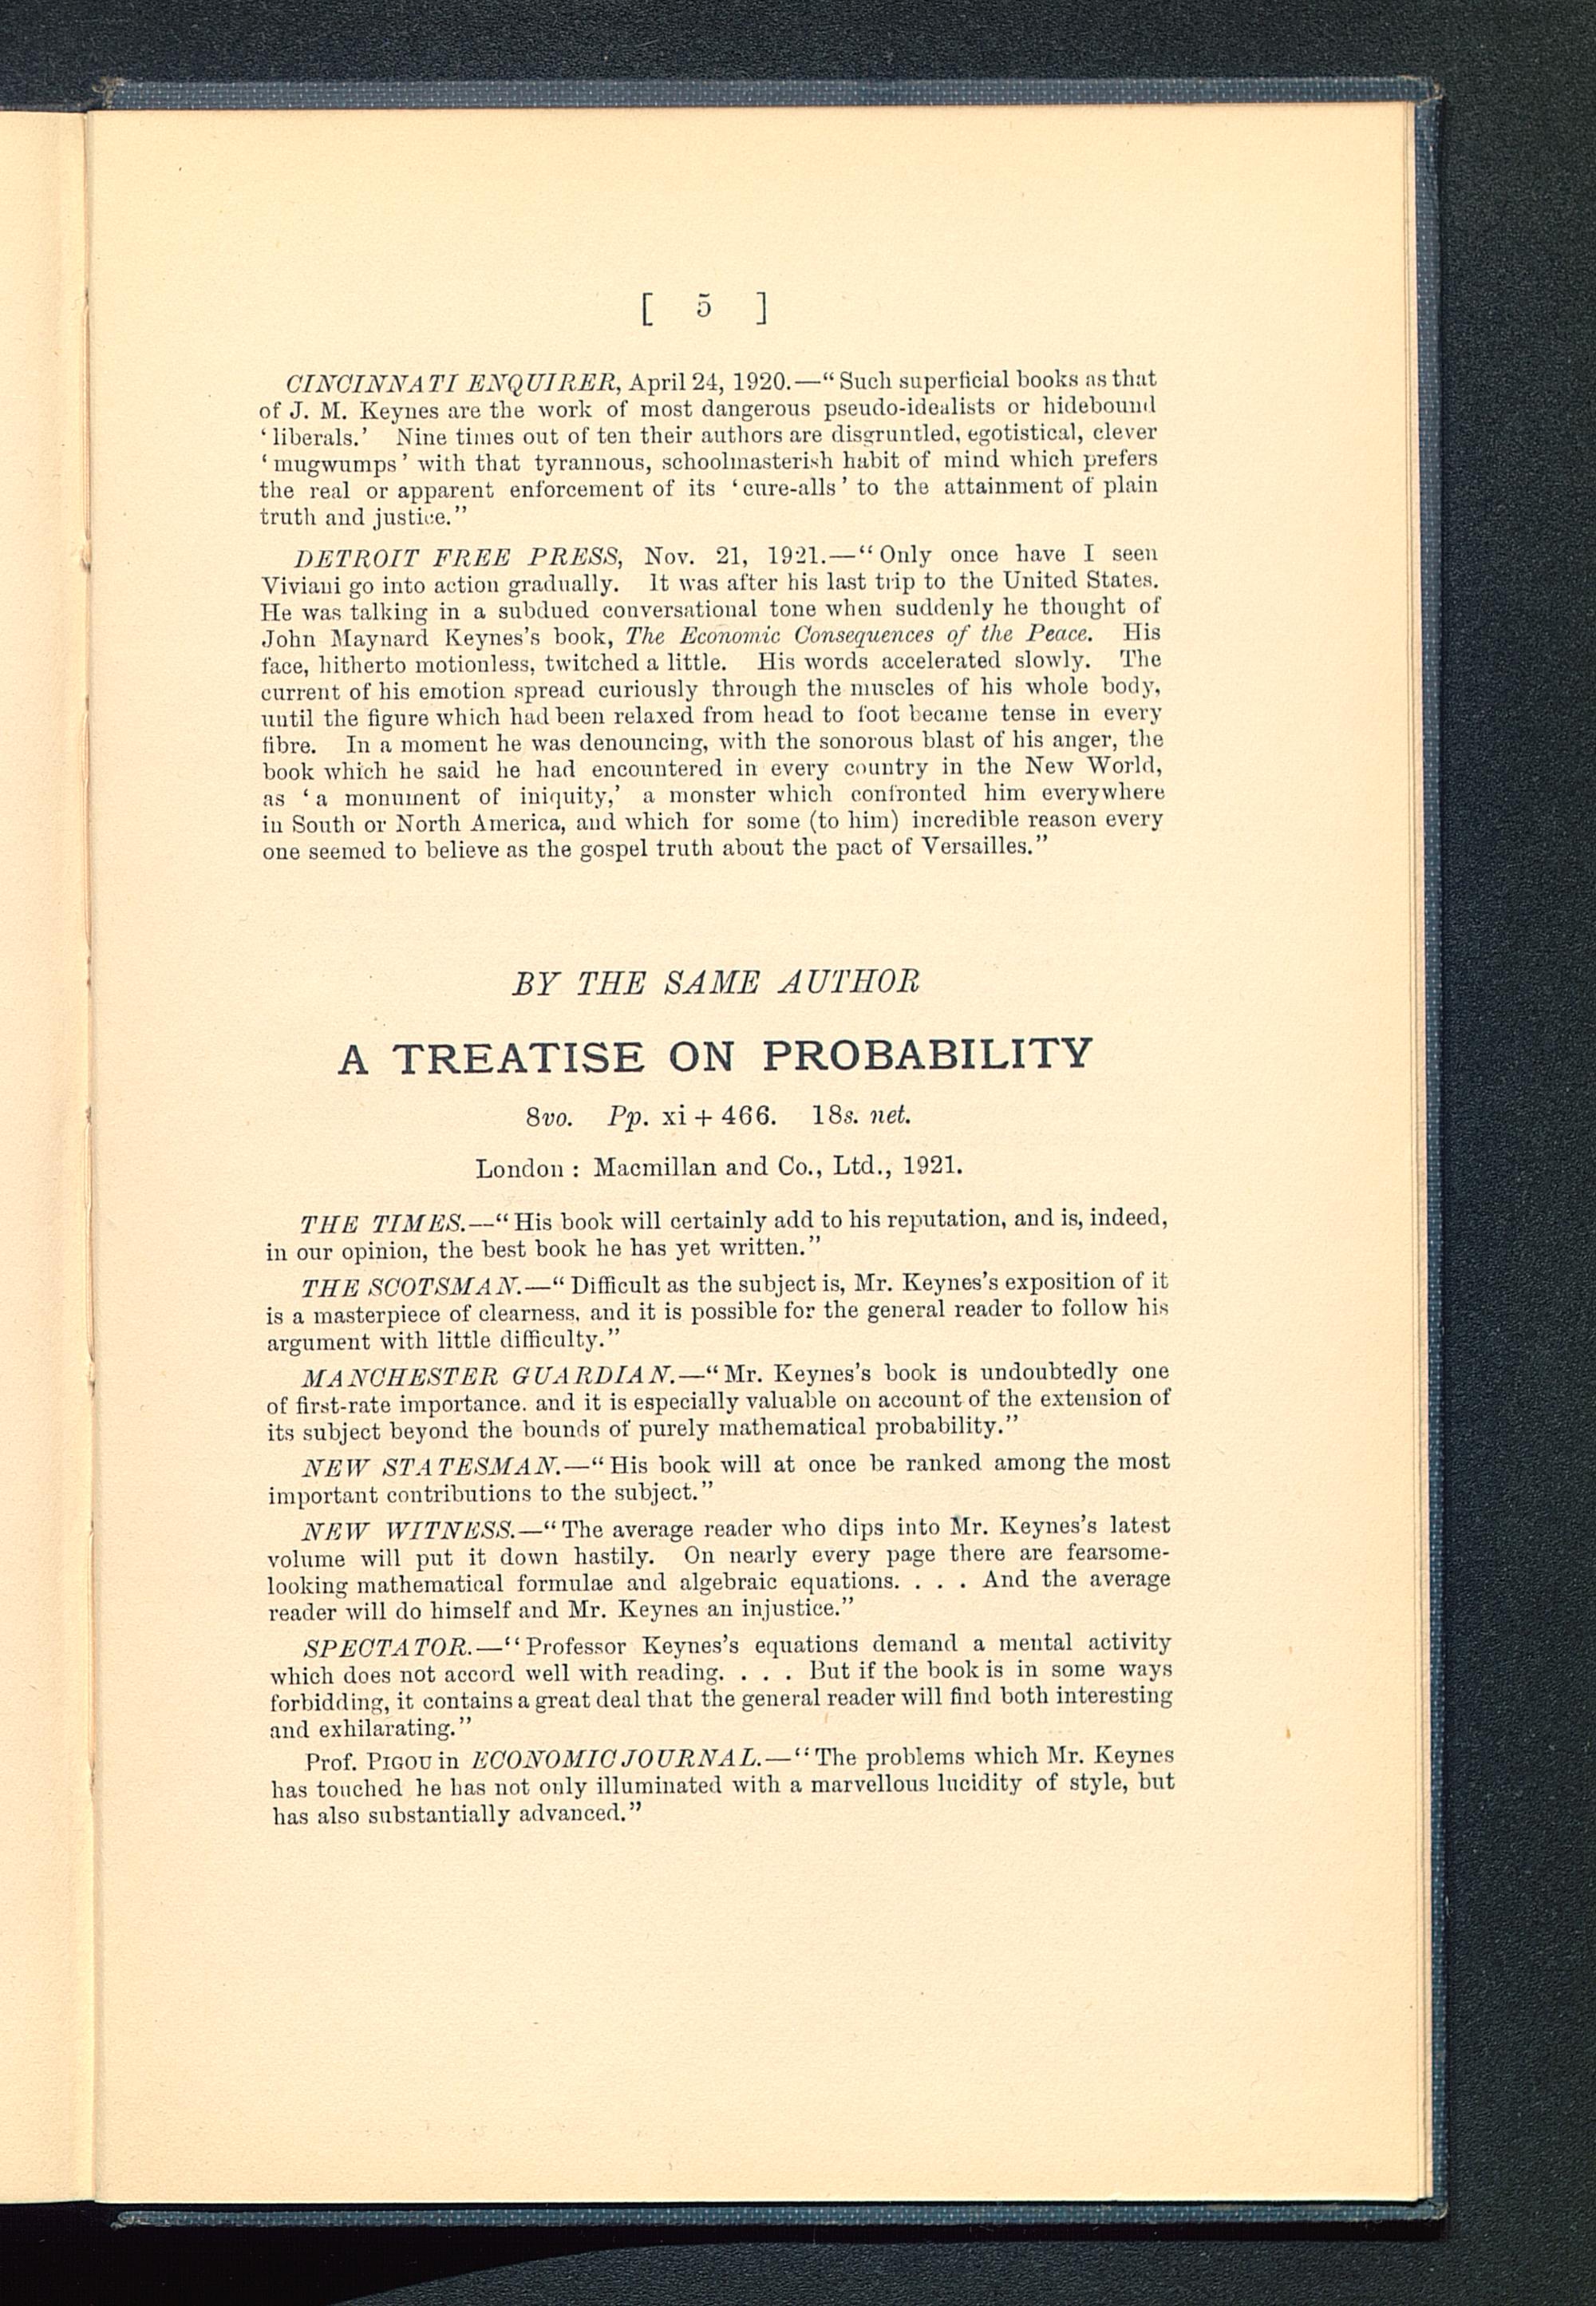 [ 5 ]
CINCINNATI ENQUIRER, April 24, 1920.—“Such superficial books as that
of J. M. Keynes are the work of most dangerous pseudo-idealists or hidebound
‘liberals.’ Nine times out of ten their authors are disgruntled, egotistical, clever
‘mugwumps’ with that tyrannous, schoolmasterish habit of mind which prefers
the real or apparent enforcement of its ‘cure-alls’ to the attainment of plain
truth and justice.”
DETROIT FREE PRESS, Nov. 21, 1921.—“Only once have I seen
Viviani go into action gradually. It was after his last trip to the United States.
He was talking in a subdued conversational tone when suddenly he thought of
John Maynard Keynes’s book, The Economic Consequences of the Peace. His
face, hitherto motionless, twitched a little. His words accelerated slowly. The
current of his emotion spread curiously through the muscles of his whole body,
until the figure which had been relaxed from head to foot became tense in every
fibre. In a moment he was denouncing, with the sonorous blast of his anger, the
book which he said he had encountered in every country in the New World,
as ‘a monument of iniquity,’ a monster which confronted him everywhere
in South or North America, and which for some (to him) incredible reason every
one seemed to believe as the gospel truth about the pact of Versailles.”
BY THE SAME AUTHOR
A TREATISE ON PROBABILITY
8vo. Pp. xi + 466. 18s. net.
London : Macmillan and Co., Ltd., 1921.
THE TIMES.—“His book will certainly add to his reputation, and is, indeed,
in our opinion, the best book he has yet written.”
THE SCOTSMAN.—“Difficult as the subject is, Mr. Keynes’s exposition of it
is a masterpiece of clearness, and it is possible for the general reader to follow his
argument with little difficulty.”
MANCHESTER GUARDIAN.—“Mr. Keynes’s book is undoubtedly one
of first-rate importance. and it is especially valuable on account of the extension of
its subject beyond the bounds of purely mathematical probability.”
NEW STATESMAN.—“His book will at once be ranked among the most
important contributions to the subject.”
NEW WITNESS.—“The average reader who dips into Mr. Keynes’s latest
volume will put it down hastily. On nearly every page there are fearsome-
looking mathematical formulae and algebraic equations. . . . And the average
reader will do himself and Mr. Keynes an injustice.”
SPECTATOR.—“Professor Keynes’s equations demand a mental activity
which does not accord well with reading. . . . But if the book is in some ways
forbidding, it contains a great deal that the general reader will find both interesting
and exhilarating.”
Prof. PIGOU in ECONOMIC JOURNAL.—“The problems which Mr. Keynes
has touched he has not only illuminated with a marvellous lucidity of style, but
has also substantially advanced.”